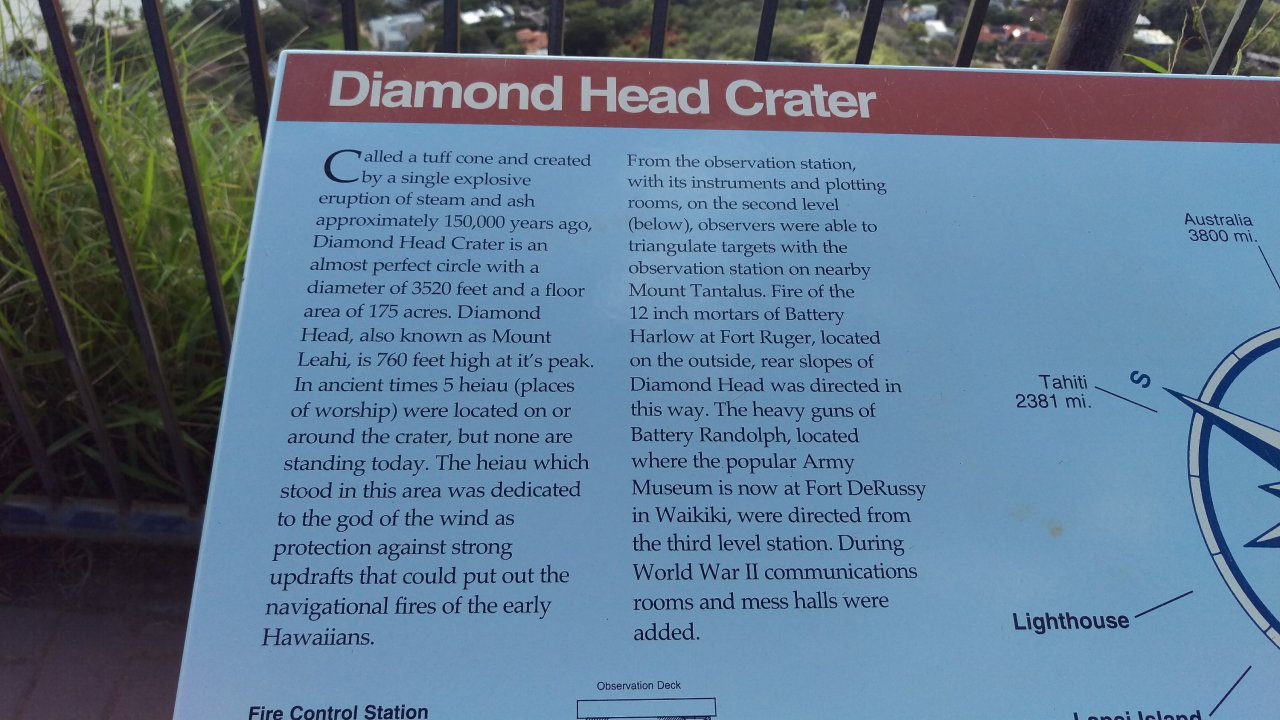 Diamond Head Crater
Called a tuff cone and created
by a single explosive
eruption of steam and ash
approximately 150,000 years ago,
Diamond Head Crater is an
almost perfect circle with a
diameter of 3520 feet and a floor
area of 175 acres. Diamond
Head, also known as Mount
Leahi, is 760 feet high at it's peak.
In ancient times 5 heiau (places
of worship) were located on or
around the crater, but none are
standing today. The heiau which
stood in this area was dedicated
to the god of the wind as
protection against strong
updrafts that could put out the
navigational fires of the early
Hawaiians.
From the observation station,
with its instruments and plotting
rooms, on the second level
(below), observers were able to
triangulate targets with the
observation station on nearby
Mount Tantalus. Fire of the
12 inch mortars of Battery
Harlow at Fort Ruger, located
on the outside, rear slopes of
Diamond Head was directed in
this way. The heavy guns of
Battery Randolph, located
where the popular Army
Museum is now at Fort DeRussy
in Waikiki, were directed from
the third level station. During
World War II communications
rooms and mess halls were
added.
Australia
3800 mi.
Tahiti
2381 mi.
S
Lighthouse
Lanai Island
Observation Deck
Fire Control Station